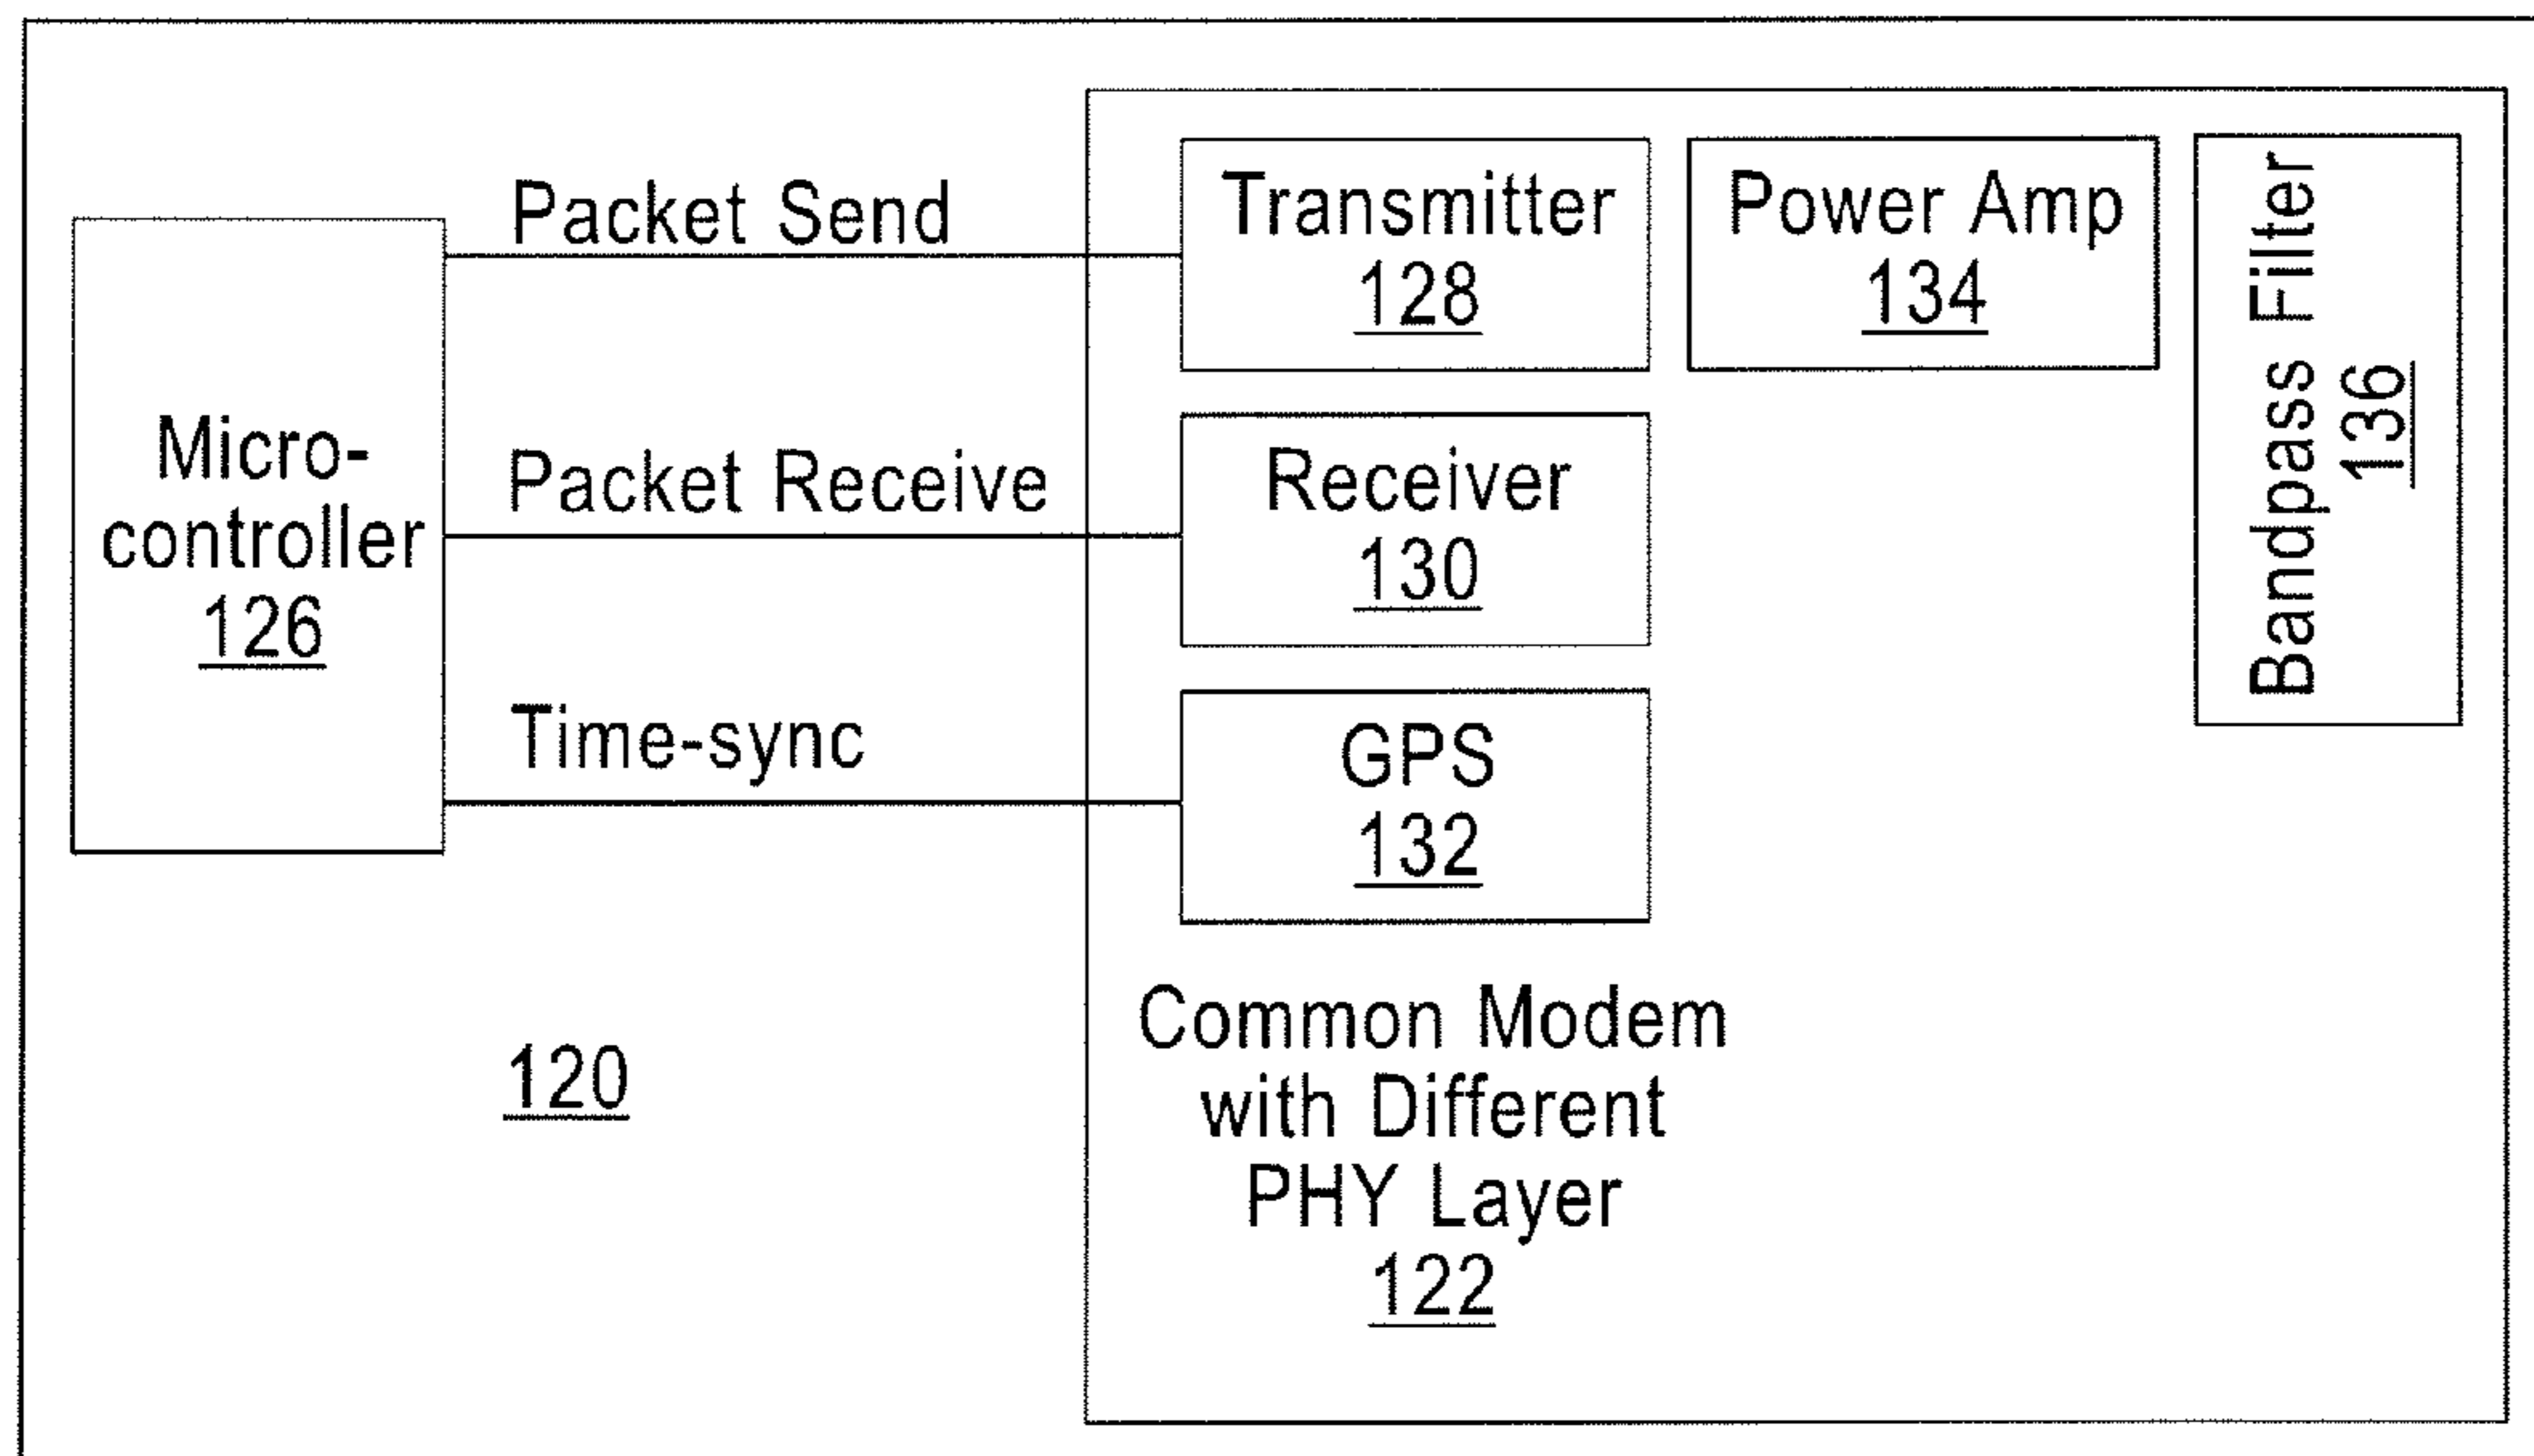 Packet Send
Transmitter
128
Power Amp
134
Bandpass Filter
136
Micro-
controller
126
Packet Receive
Receiver
130
Time-sync
GPS
132
120
Common Modem
with Different
PHY Layer
122